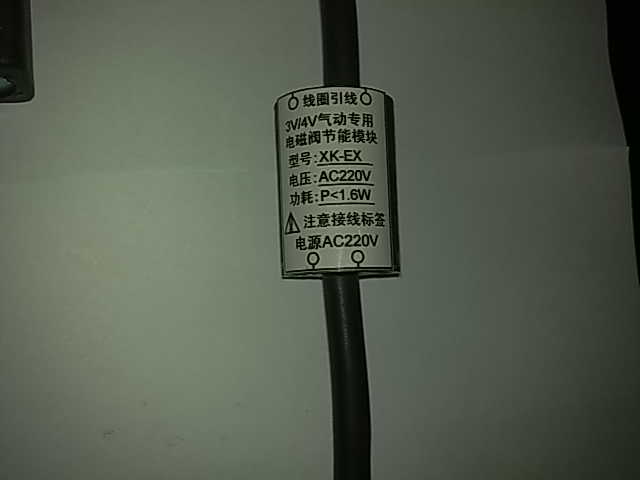 线圈引线
3V/4V气动专用
电磁阀节能模块
型号:XK-EX
电压:AC220V
功耗:P<1.6W
注意接线标签
电源AC220V